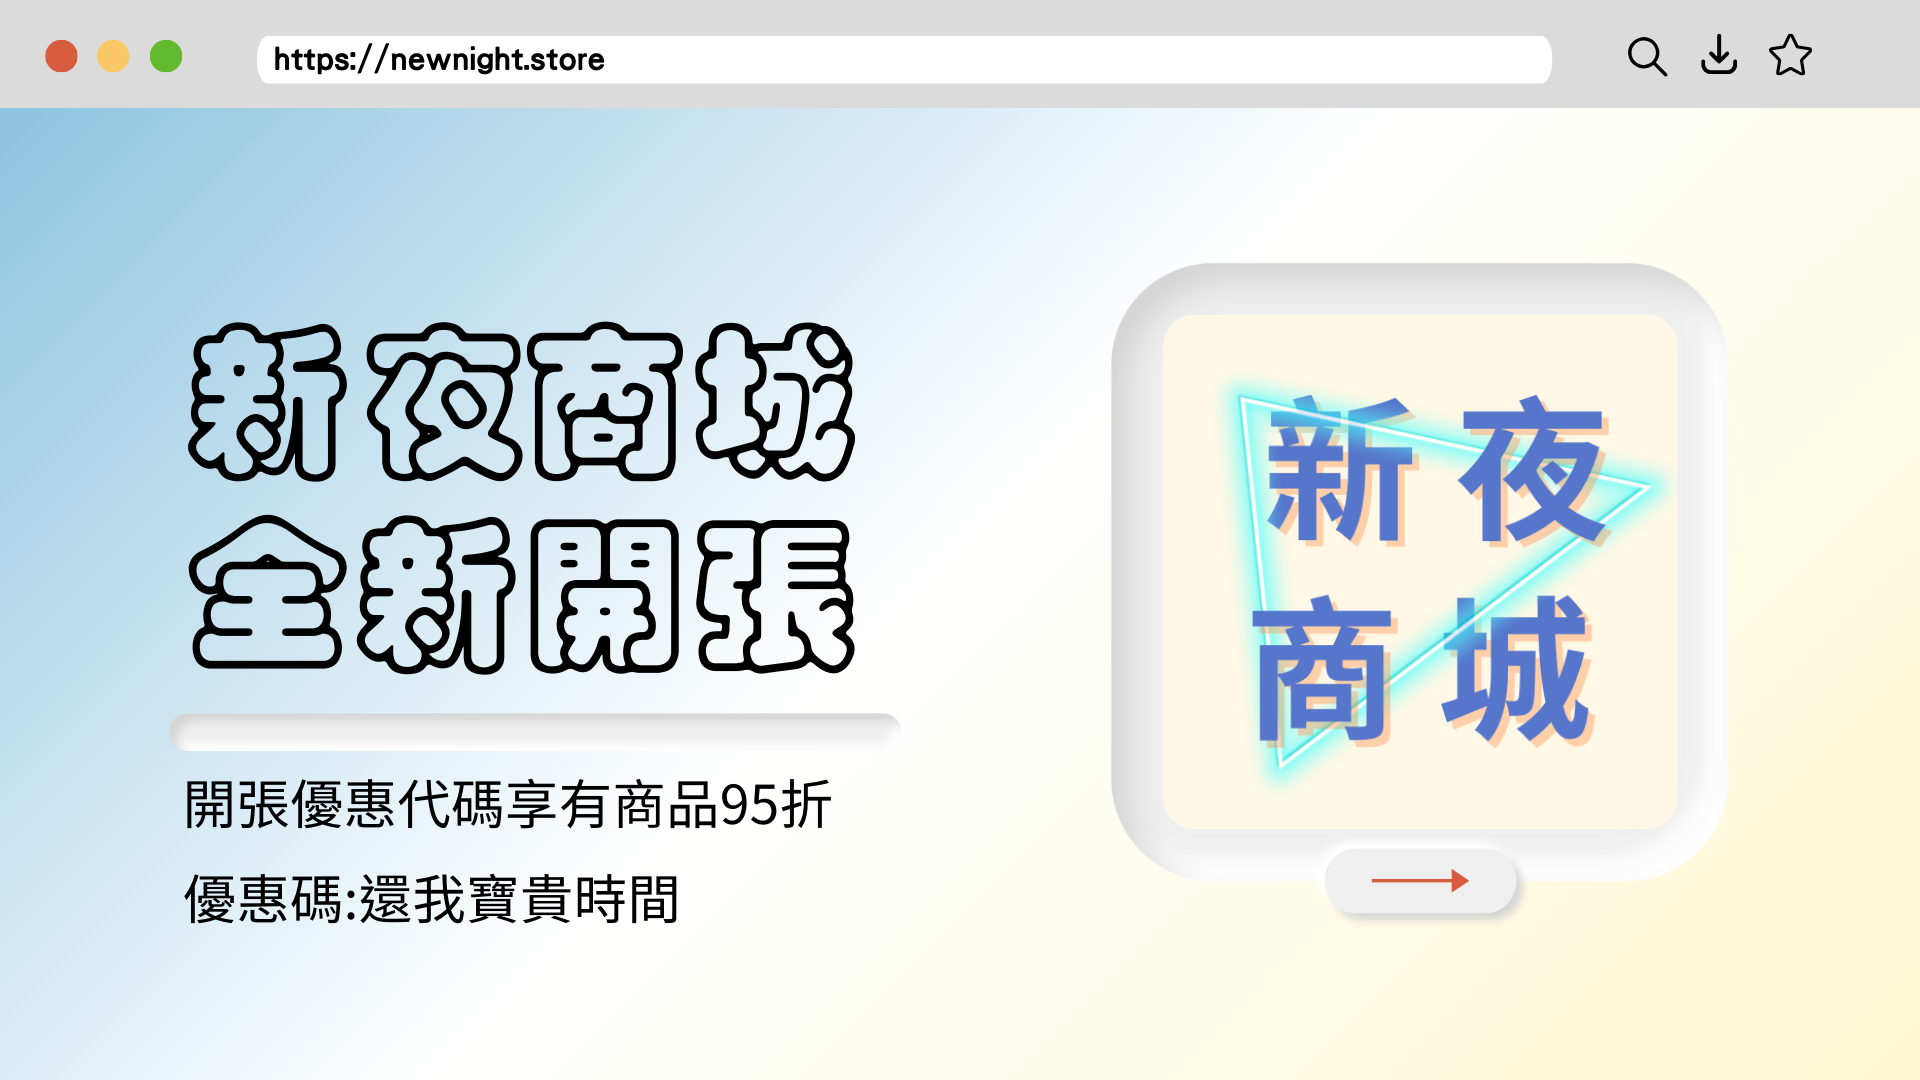 https://newnight.store
新夜商城
全新開張
開張優惠代碼享有商品95折
優惠碼:還我寶貴時間
新夜
商城